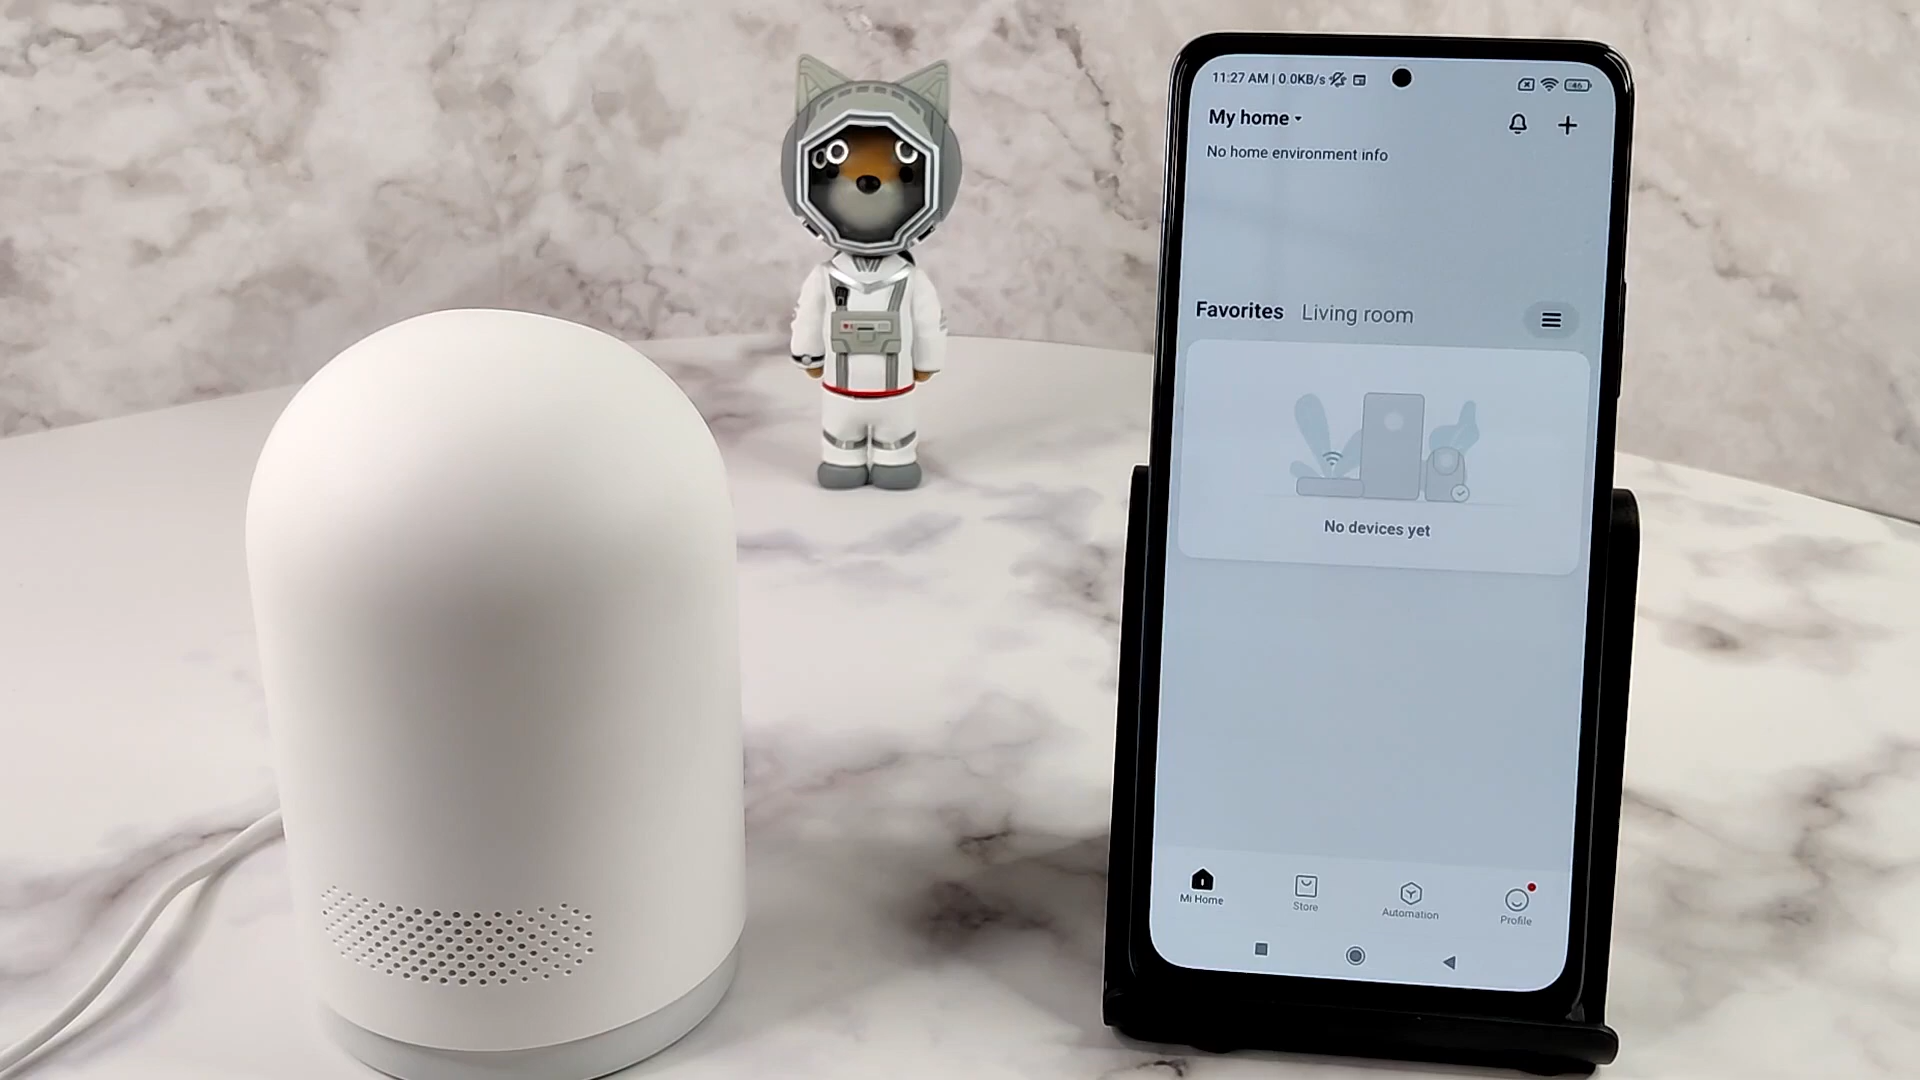 11:27 AM | 0.0KB/s
46
My home
No home environment info
Favorites Living room
No devices yet
Mi Home Store Automation Profile